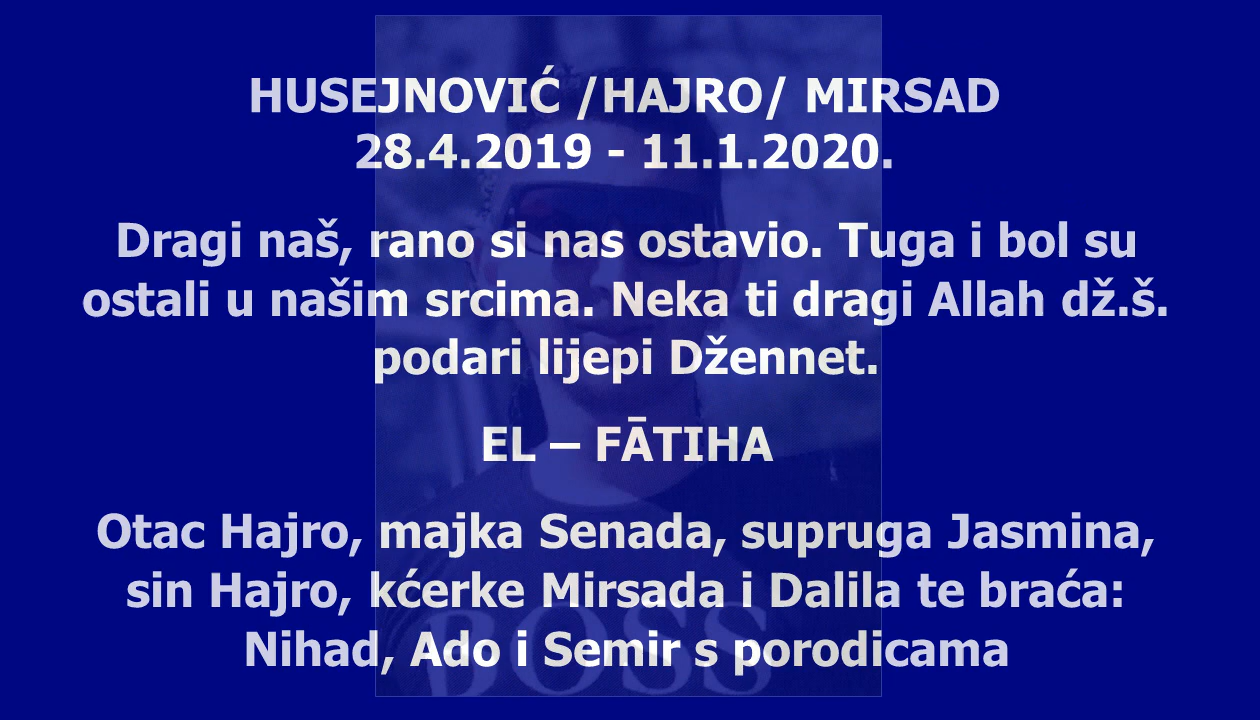 HUSEJNOVIĆ /HAJRO/ MIRSAD
28.4.2019 - 11.1.2020.
Dragi naš, rano si nas ostavio. Tuga i bol su
ostali u našim srcima. Neka ti dragi Allah dž.š.
podari lijepi Džennet.
EL – FĀTIHA
Otac Hajro, majka Senada, supruga Jasmina,
sin Hajro, kćerke Mirsada i Dalila te braća:
Nihad, Ado i Semir s porodicama
BOSS